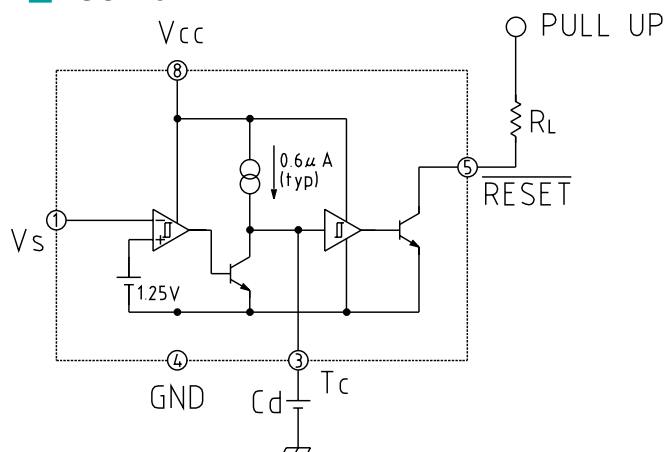 PULL UP
Vcc
8
RL
0.6μA
(typ)
5
RESET
1
Vs
1.25V
4
3
GND
Tc
Cd